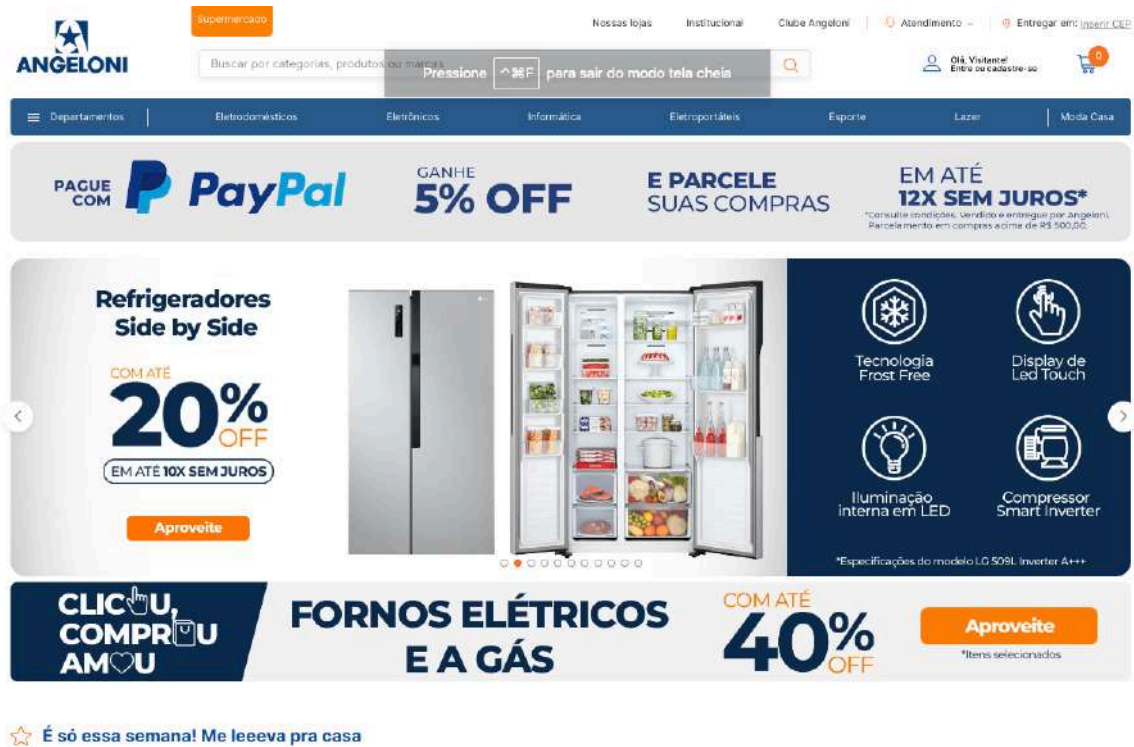 Supermercado
Nossas lojas
Institucional
Clube Angeloni
Atendimento
Entregar em: Inserir CEP
ANGELONI
Buscar por categorias, produtos ou marcas
Pressione ^⌘F para sair do modo tela cheia
Olá, Visitante!
Entre ou cadastre-se
0
Departamentos
Eletrodomésticos
Eletrônicos
Informática
Eletroportáteis
Esporte
Lazer
Moda Casa
PAGUE
COM
PayPal
GANHE
5% OFF
E PARCELE
SUAS COMPRAS
EM ATÉ
12X SEM JUROS*
*Consulte condições. Vendido e entregue por Angeloni.
Parcelamento em compras acima de R$ 500,00.
Refrigeradores
Side by Side
COM ATÉ
20%
OFF
EM ATÉ 10X SEM JUROS
Aproveite
Tecnologia
Frost Free
Display de
Led Touch
Iluminação
interna em LED
Compressor
Smart Inverter
*Especificações do modelo LG 509L Inverter A+++
CLICOU,
COMPROU
AMOU
FORNOS ELÉTRICOS
E A GÁS
COM ATÉ
40%
OFF
Aproveite
*Itens selecionados
É só essa semana! Me leeeva pra casa